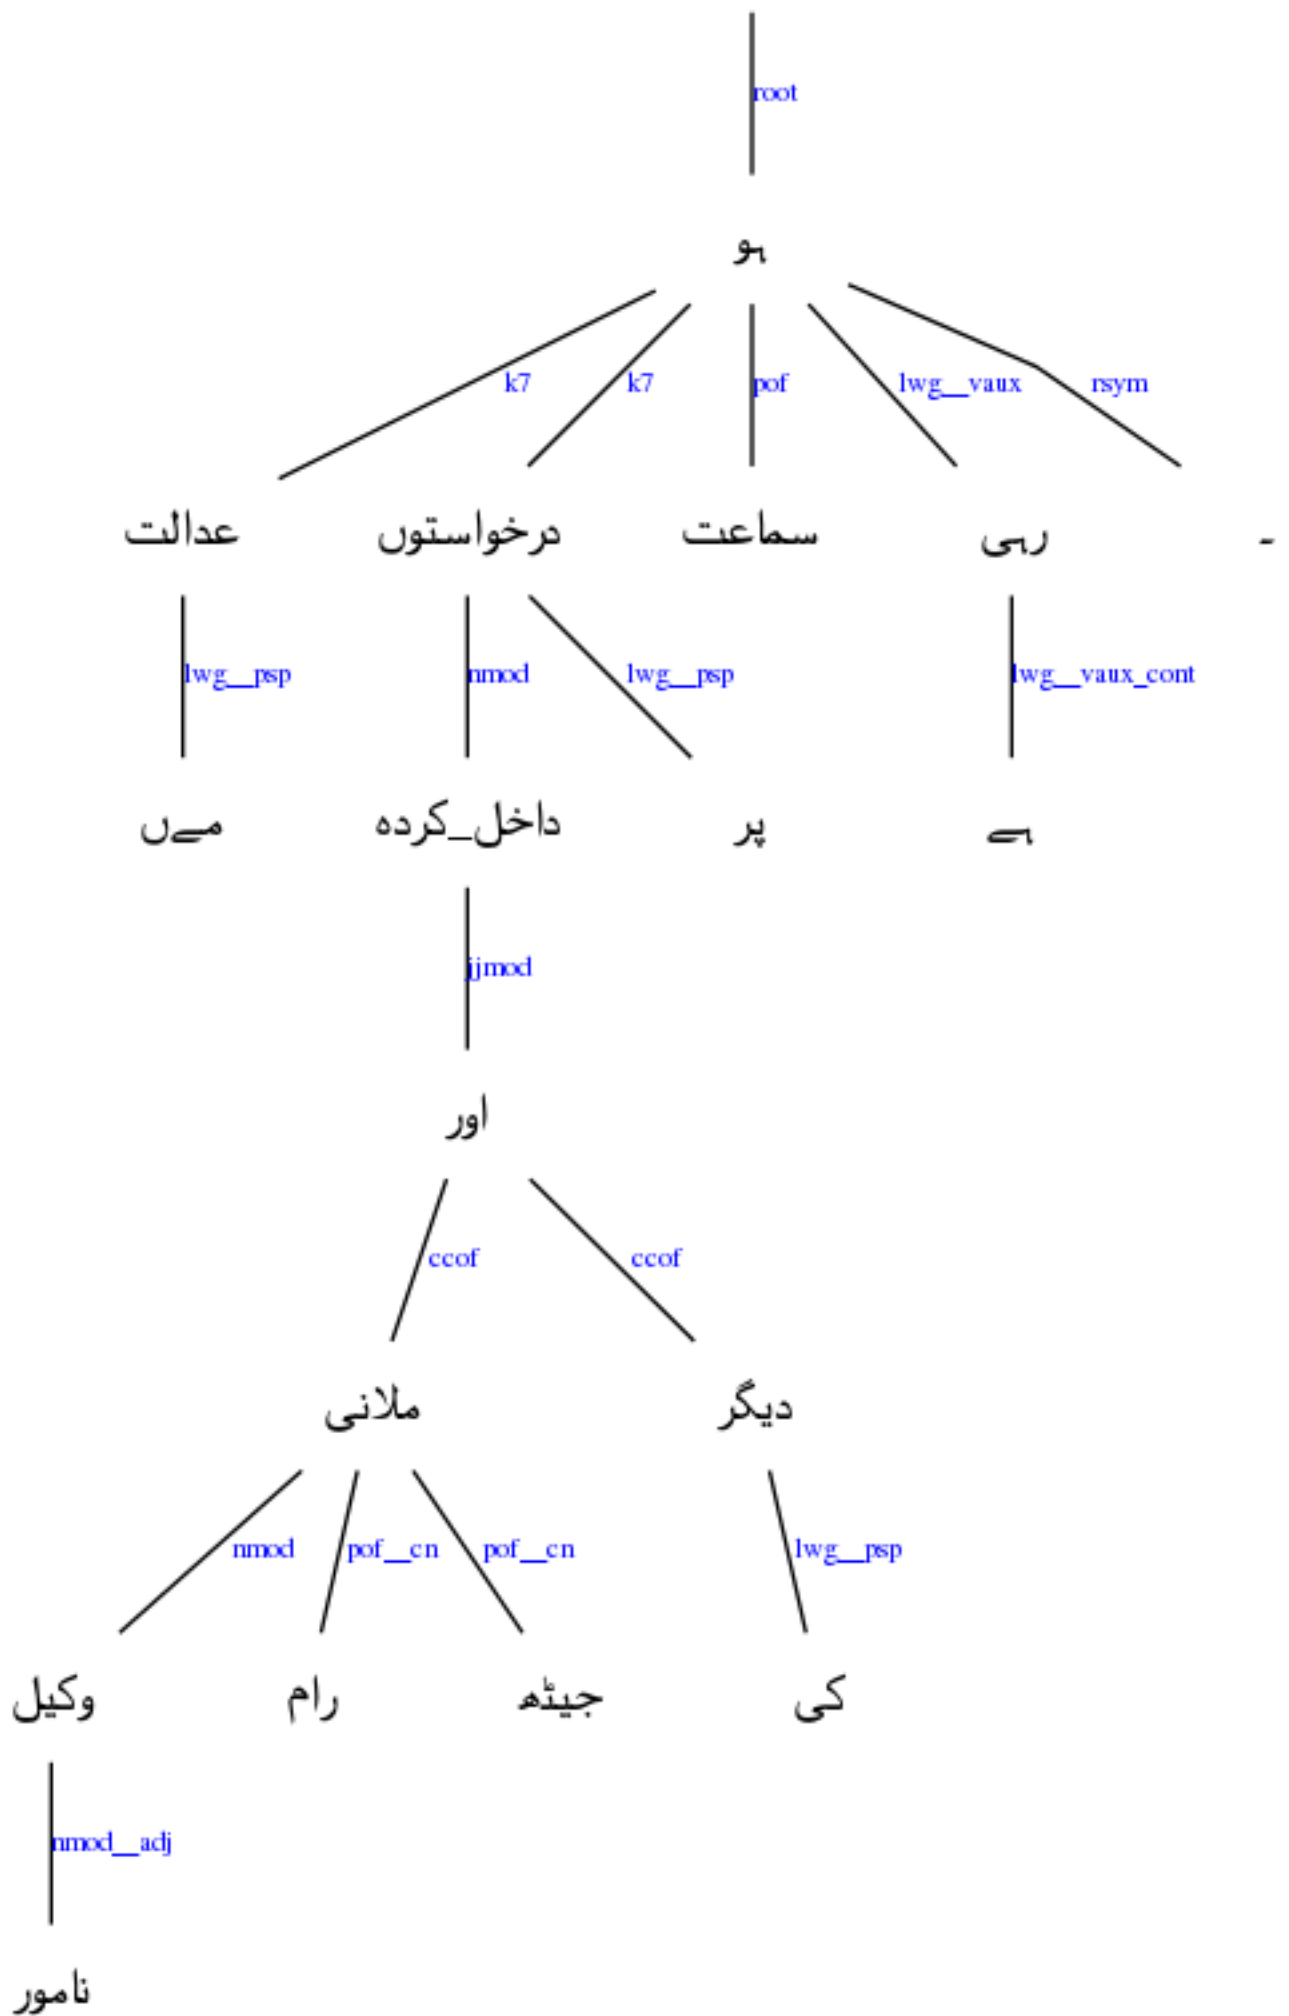 root
ہو
k7 k7 pof lwg__vaux rsym
عدالت درخواستوں سماعت رہی ۔
lwg__psp nmod lwg__psp lwg__vaux_cont
مےں داخل_کردہ پر ہے
jjmod
اور
ccof ccof
ملانی دیگر
nmod pof__cn pof__cn lwg__psp
وکیل رام جیٹھ کی
nmod__adj
نامور